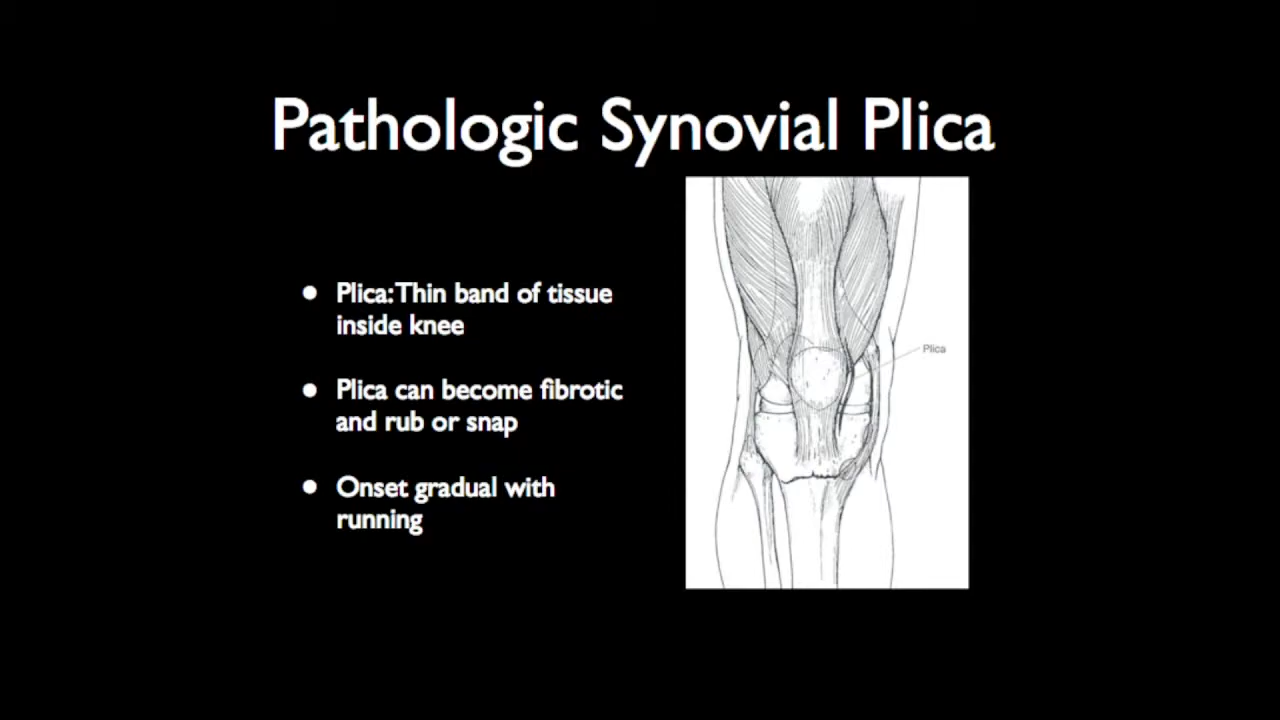 Pathologic Synovial Plica
• Plica:Thin band of tissue
inside knee
• Plica can become fibrotic
and rub or snap
• Onset gradual with
running
Plica